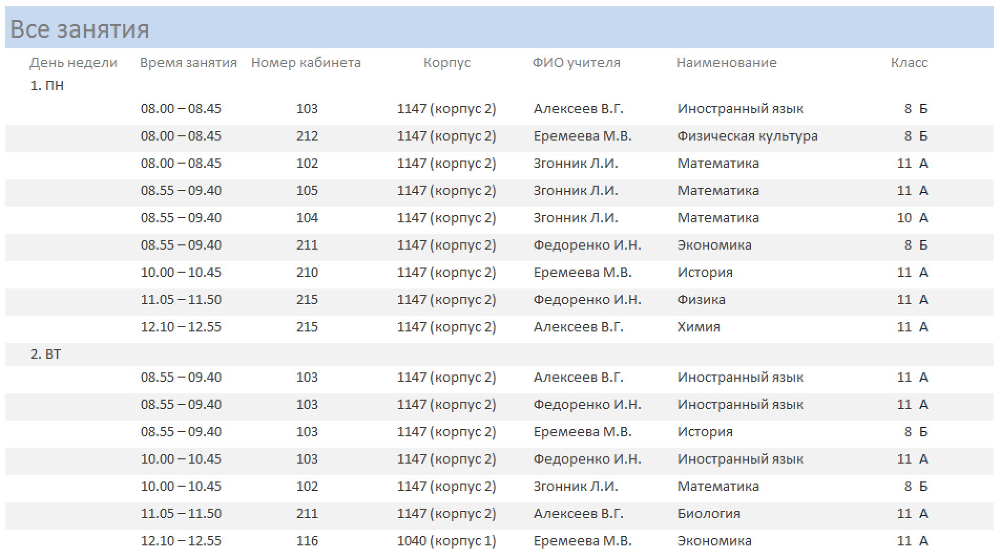 Все занятия
День недели Время занятия Номер кабинета Корпус ФИО учителя Наименование Класс
1. ПН
08.00 – 08.45 103 1147 (корпус 2) Алексеев В.Г. Иностранный язык 8 Б
08.00 – 08.45 212 1147 (корпус 2) Еремеева М.В. Физическая культура 8 Б
08.00 – 08.45 102 1147 (корпус 2) Згонник Л.И. Математика 11 А
08.55 – 09.40 105 1147 (корпус 2) Згонник Л.И. Математика 11 А
08.55 – 09.40 104 1147 (корпус 2) Згонник Л.И. Математика 10 А
08.55 – 09.40 211 1147 (корпус 2) Федоренко И.Н. Экономика 8 Б
10.00 – 10.45 210 1147 (корпус 2) Еремеева М.В. История 11 А
11.05 – 11.50 215 1147 (корпус 2) Федоренко И.Н. Физика 11 А
12.10 – 12.55 215 1147 (корпус 2) Алексеев В.Г. Химия 11 А
2. ВТ
08.55 – 09.40 103 1147 (корпус 2) Алексеев В.Г. Иностранный язык 11 А
08.55 – 09.40 103 1147 (корпус 2) Федоренко И.Н. Иностранный язык 11 А
08.55 – 09.40 103 1147 (корпус 2) Еремеева М.В. История 8 Б
10.00 – 10.45 103 1147 (корпус 2) Федоренко И.Н. Иностранный язык 11 А
10.00 – 10.45 102 1147 (корпус 2) Згонник Л.И. Математика 8 Б
11.05 – 11.50 211 1147 (корпус 2) Алексеев В.Г. Биология 11 А
12.10 – 12.55 116 1040 (корпус 1) Еремеева М.В. Экономика 11 А